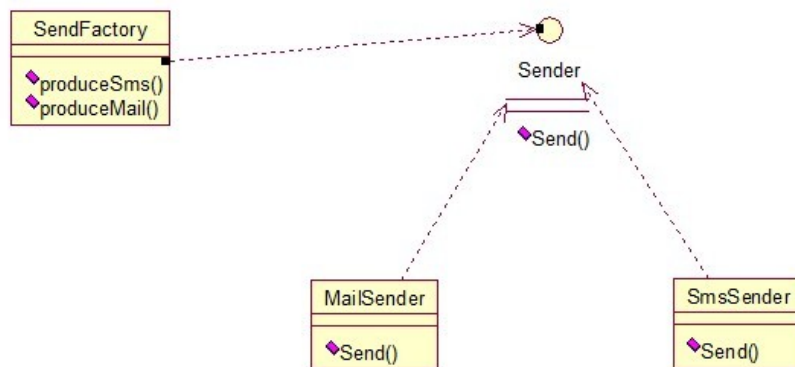 SendFactory
produceSms()
produceMail()
Sender
Send()
MailSender
Send()
SmsSender
Send()